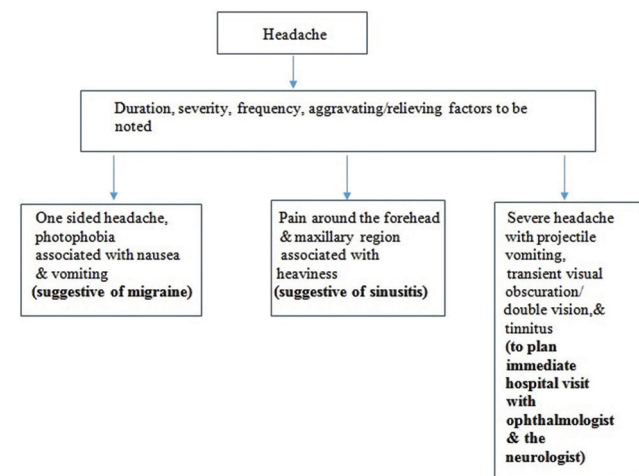 Headache
Duration, severity, frequency, aggravating/relieving factors to be
noted
One sided headache,
photophobia
associated with nausea
& vomiting
(suggestive of migraine)
Pain around the forehead
& maxillary region
associated with
heaviness
(suggestive of sinusitis)
Severe headache
with projectile
vomiting,
transient visual
obscuration/
double vision,&
tinnitus
(to plan
immediate
hospital visit
with
ophthalmologist
& the
neurologist)